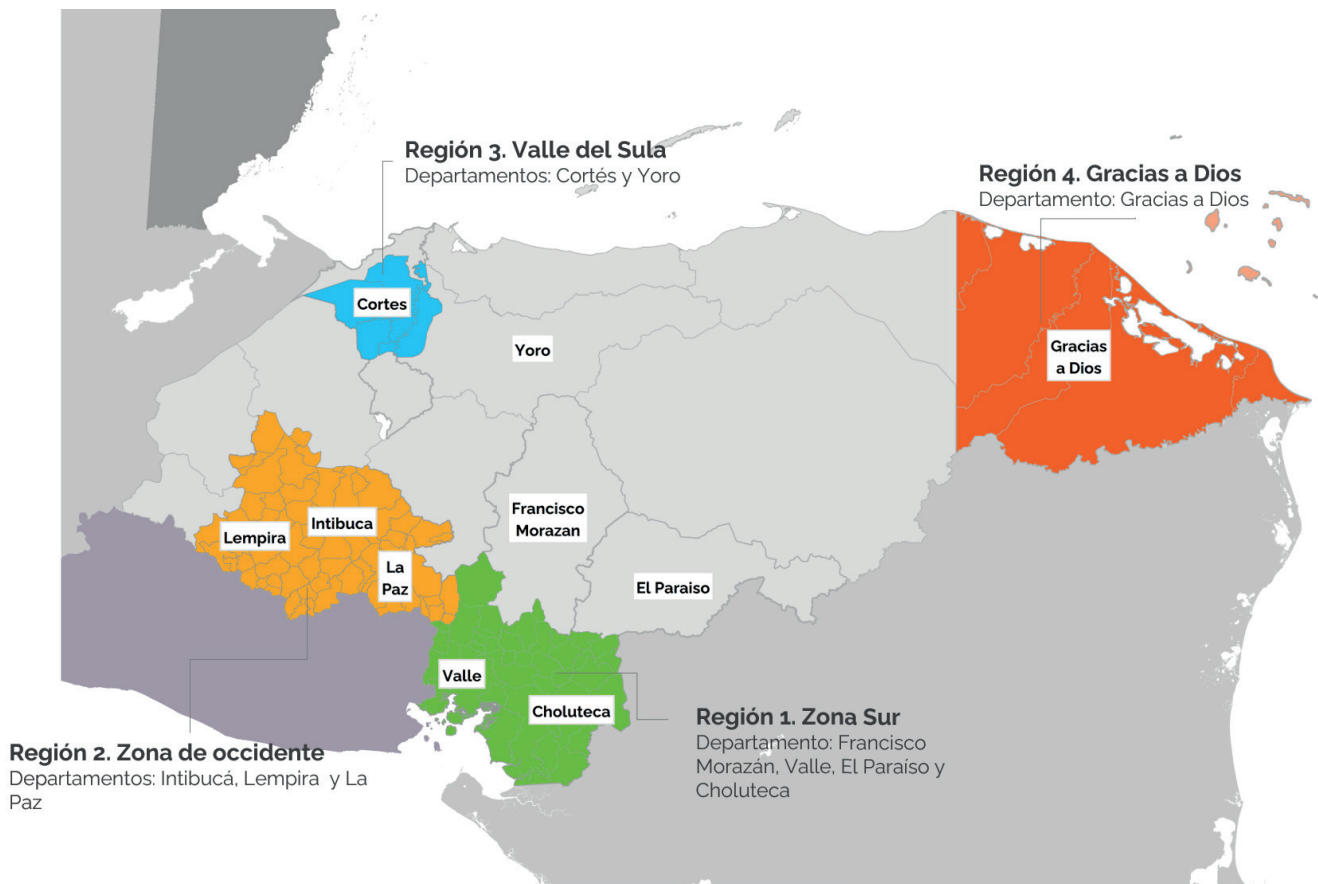 Región 3. Valle del Sula
Departamentos: Cortés y Yoro
Región 4. Gracias a Dios
Departamento: Gracias a Dios
Cortes
Yoro
Gracias
a Dios
Lempira
Intibuca
La
Paz
Francisco
Morazan
El Paraiso
Valle
Choluteca
Región 2. Zona de occidente
Departamentos: Intibucá, Lempira y La
Paz
Región 1. Zona Sur
Departamento: Francisco
Morazán, Valle, El Paraíso y
Choluteca